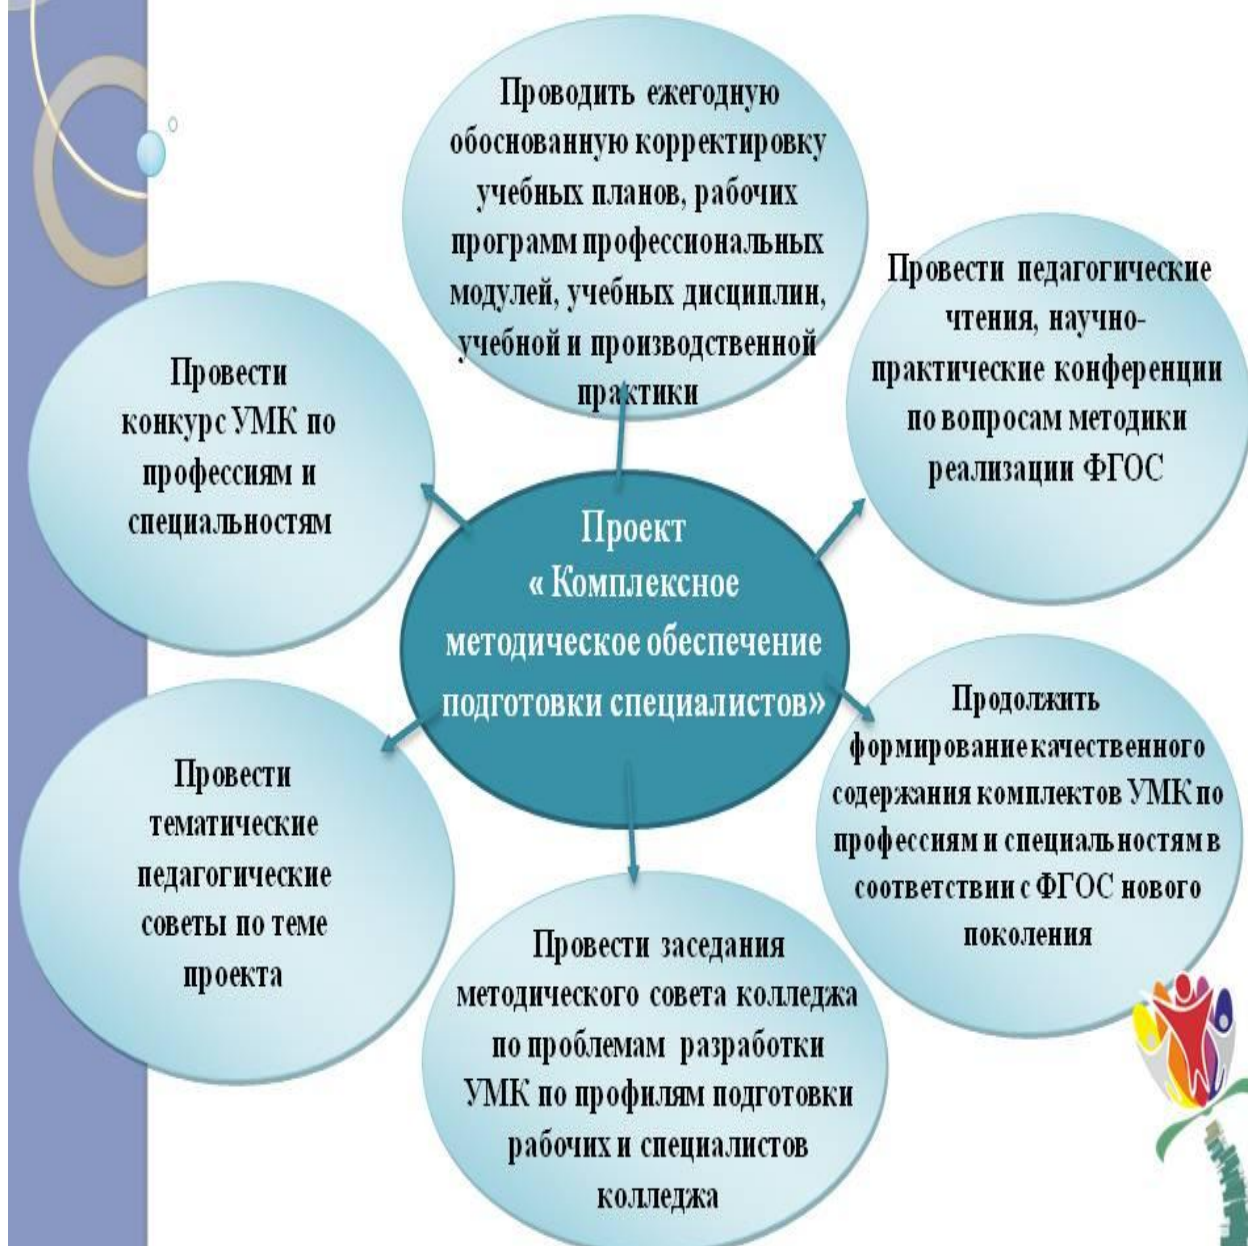 Проводить ежегодную
обоснованную корректировку
учебных планов, рабочих
программ профессиональных
модулей, учебных дисциплин,
учебной и производственной
практики
Провести педагогические
чтения, научно-
практические конференции
по вопросам методики
реализации ФГОС
Провести
конкурс УМК по
профессиям и
специальностям
Проект
« Комплексное
методическое обеспечение
подготовки специалистов»
Продолжить
формирование качественного
содержания комплектов УМК по
профессиям и специальностям в
соответствии с ФГОС нового
поколения
Провести
тематические
педагогические
советы по теме
проекта
Провести заседания
методического совета колледжа
по проблемам разработки
УМК по профилям подготовки
рабочих и специалистов
колледжа